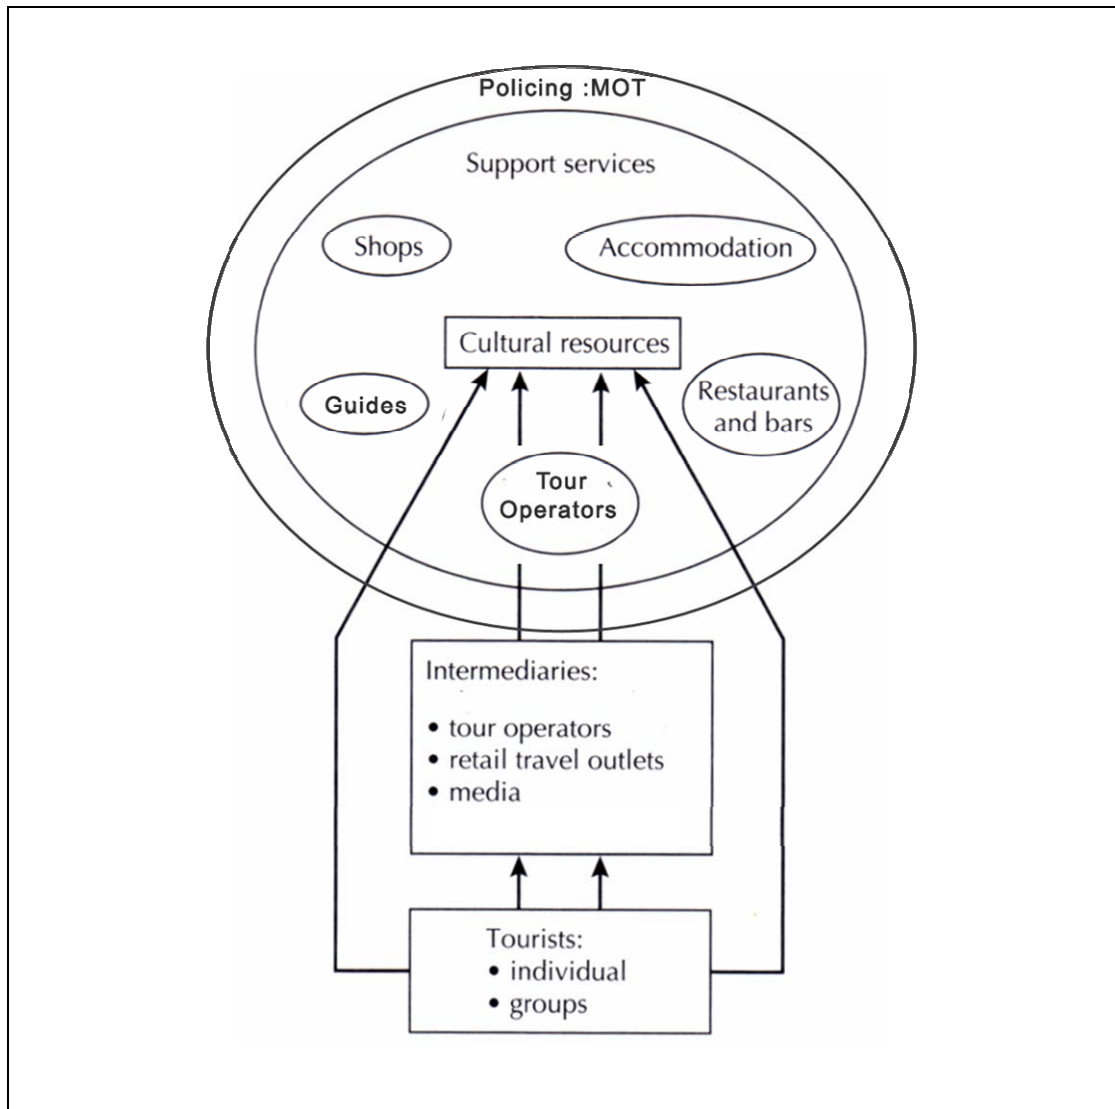 Policing :MOT
Support services
Shops
Accommodation
Cultural resources
Guides
Restaurants
and bars
Tour
Operators
Intermediaries:
• tour operators
• retail travel outlets
• media
Tourists:
• individual
• groups